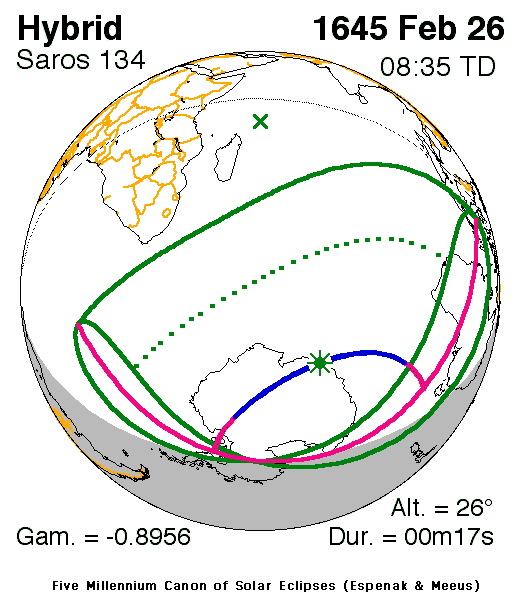 Hybrid
1645 Feb 26
Saros 134
08:35 TD
Alt. = 26°
Gam. = -0.8956
Dur. = 00m17s
Five Millennium Canon of Solar Eclipses (Espenak & Meeus)